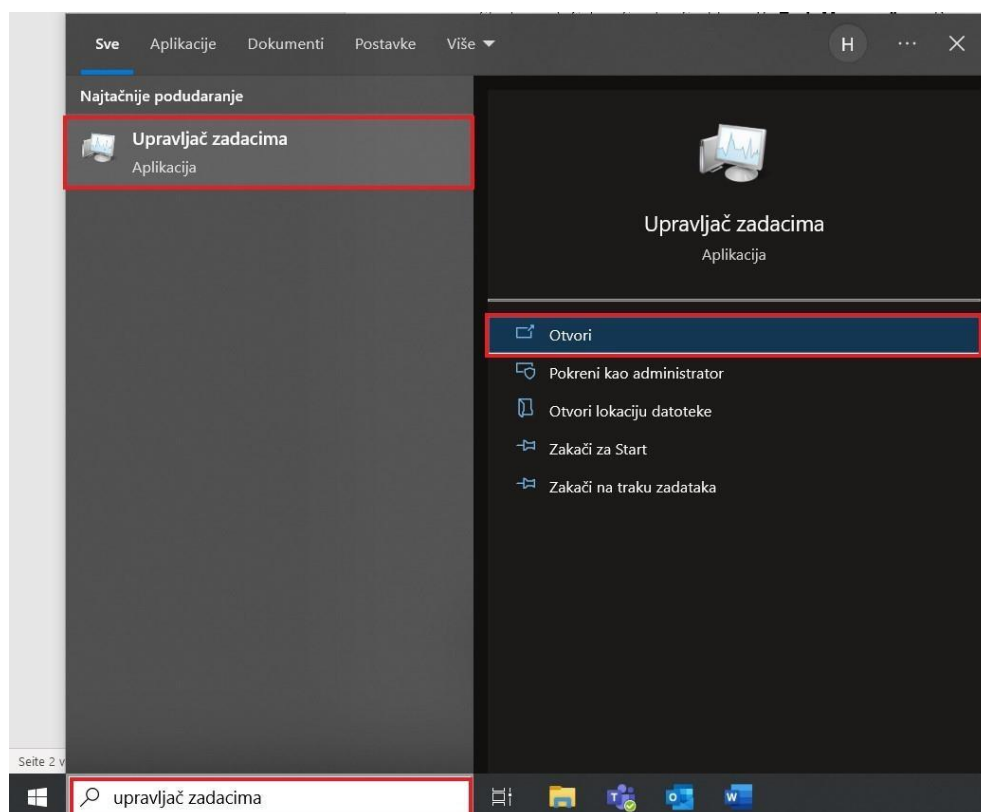 Sve Aplikacije Dokumenti Postavke Više H
Najtačnije podudaranje
Upravljač zadacima
Aplikacija
Upravljač zadacima
Aplikacija
Otvori
Pokreni kao administrator
Otvori lokaciju datoteke
Zakači za Start
Zakači na traku zadataka
Seite 2 v
upravljač zadacima